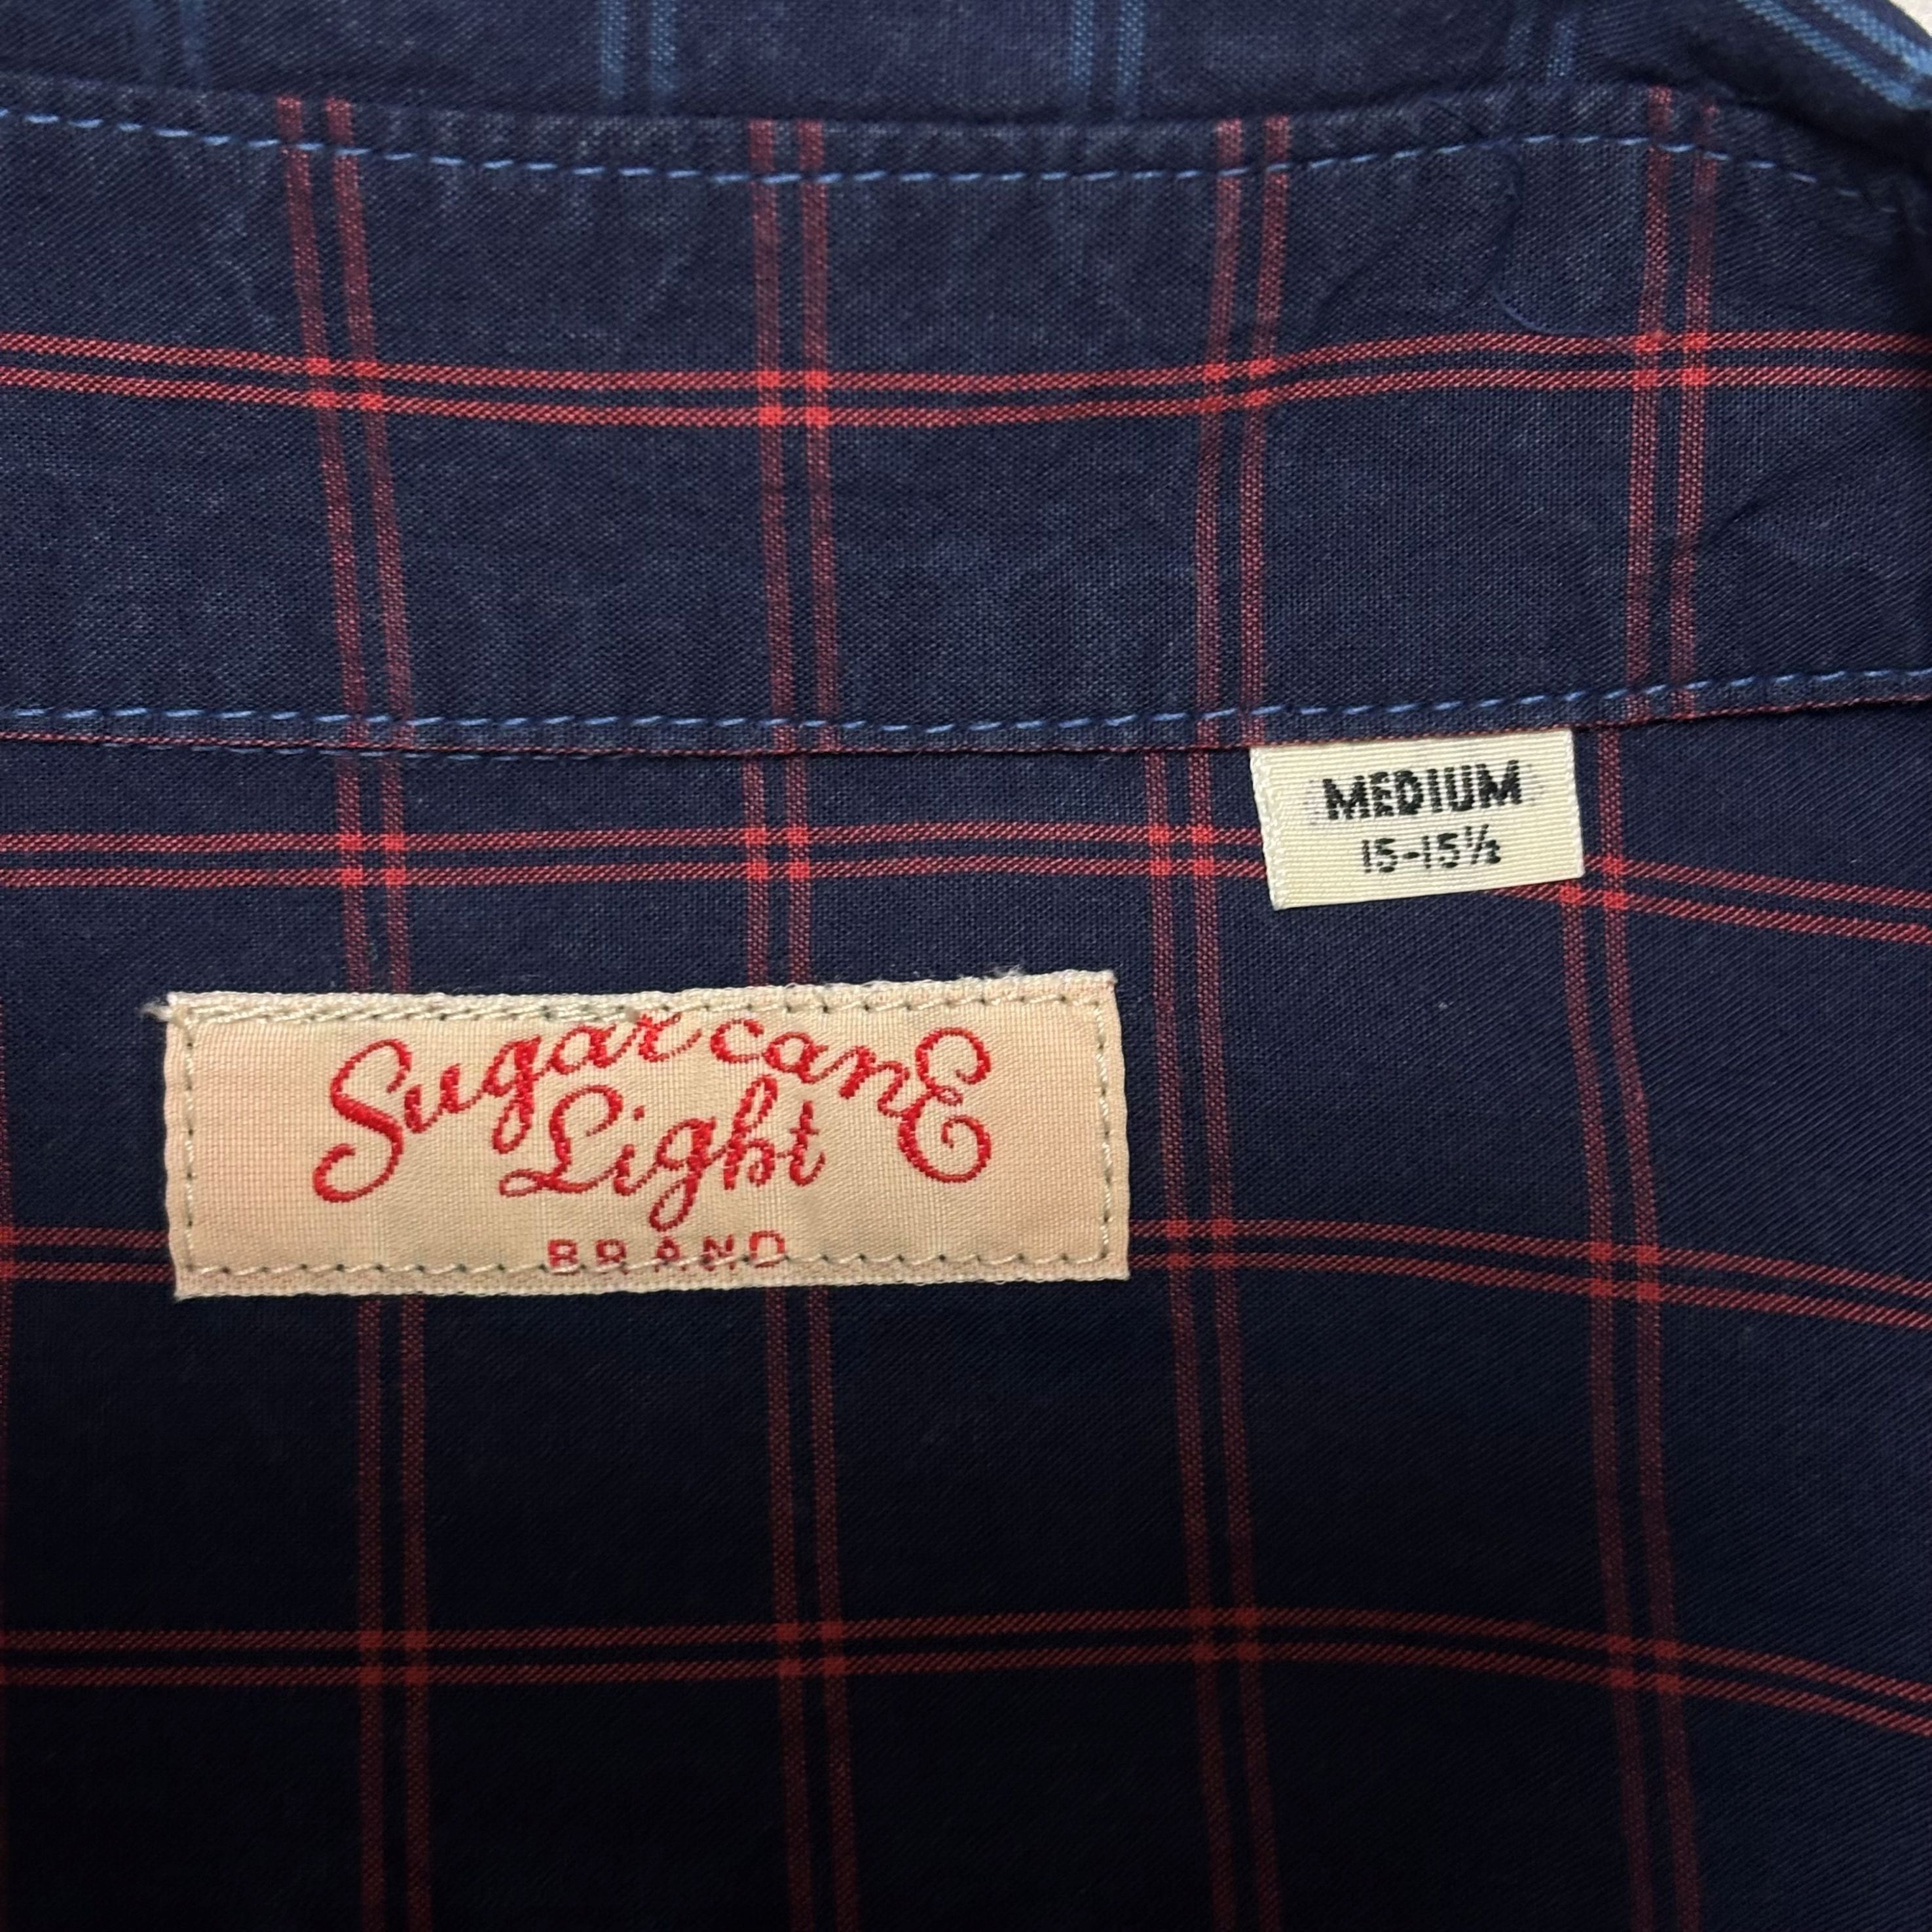 MEDIUM
15-15½
SugarcanE
Light
BRAND